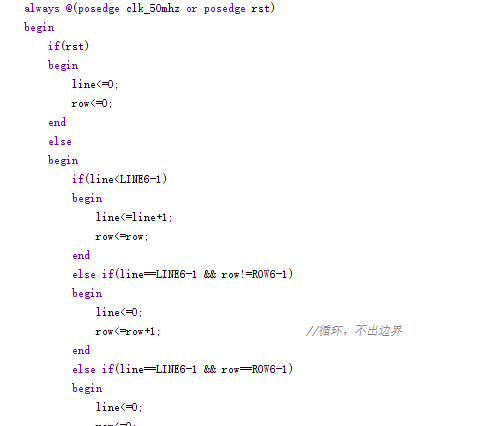 always @(posedge clk_50mhz or posedge rst)
begin
if(rst)
begin
line<=0;
row<=0;
end
else
begin
if(line<LINE6-1)
begin
line<=line+1;
row<=row;
end
else if(line==LINE6-1 && row!=ROW6-1)
begin
line<=0;
row<=row+1; //循环，不出边界
end
else if(line==LINE6-1 && row==ROW6-1)
begin
line<=0;
row<=0;